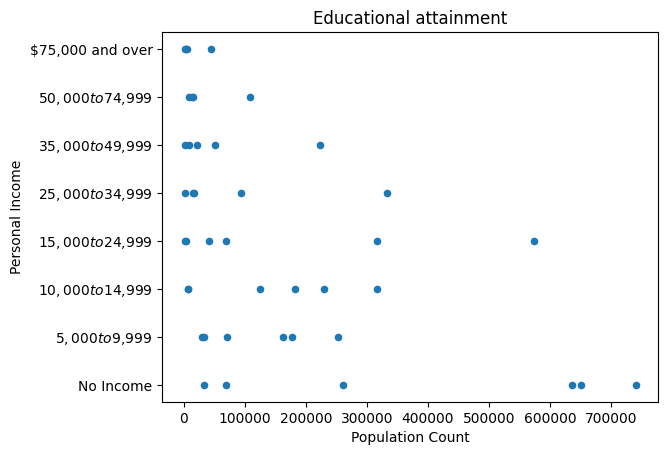 Educational attainment
$75,000 and over
50,000to74,999
35,000to49,999
25,000to34,999
15,000to24,999
10,000to14,999
5,000to9,999
No Income
Personal Income
0 100000 200000 300000 400000 500000 600000 700000
Population Count